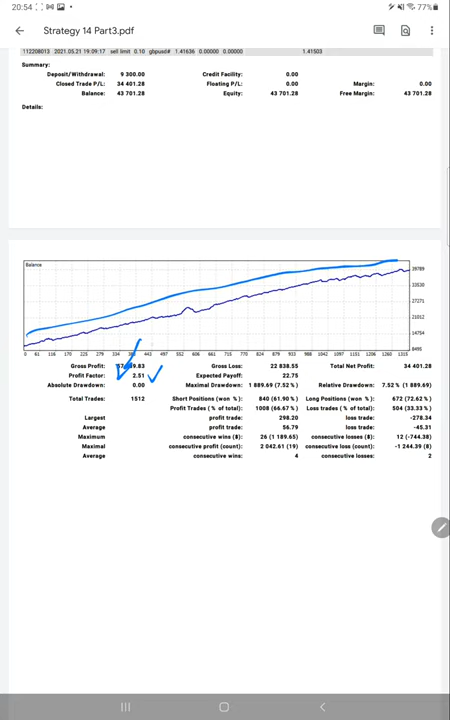 20:54
77%
Strategy 14 Part3.pdf
112208013 2021.05.21 19:09:17 sell limit 0.10 gbpusd# .1.41636 0.00000 0.00000 1.41503
Summary:
Deposit/Withdrawal: 9 300.00 Credit Facility: 0.00
Closed Trade P/L: 34 401.28 Floating P/L: 0.00 Margin: 0.00
Balance: 43 701.28 Equity: 43 701.28 Free Margin: 43 701.28
Details:
Balance
39789
33530
27271
21012
14754
8495
0 61 116 170 225 279 334 388 443 497 552 606 661 715 770 824 879 933 988 1042 1097 1151 1206 1260 1315
Gross Profit: Gross Loss: 22 838.55 Total Net Profit: 34 401.28
Profit Factor: 2.51 Expected Payoff: 22.75
Absolute Drawdown: 0.00 Maximal Drawdown: 1 889.69 (7.52%) Relative Drawdown: 7.52% (1 889.69)
Total Trades: 1512 Short Positions (won %): 840 (61.90%) Long Positions (won %): 672 (72.62%)
Profit Trades (% of total): 1008 (66.67%) Loss trades (% of total): 504 (33.33%)
Largest profit trade: 298.20 loss trade: -278.34
Average profit trade: 56.79 loss trade: -45.31
Maximum consecutive wins ($): 26 (1 189.65) consecutive losses ($): 12 (-744.38)
Maximal consecutive profit (count): 2 042.61 (19) consecutive loss (count): -1 244.39 (8)
Average consecutive wins: 4 consecutive losses: 2